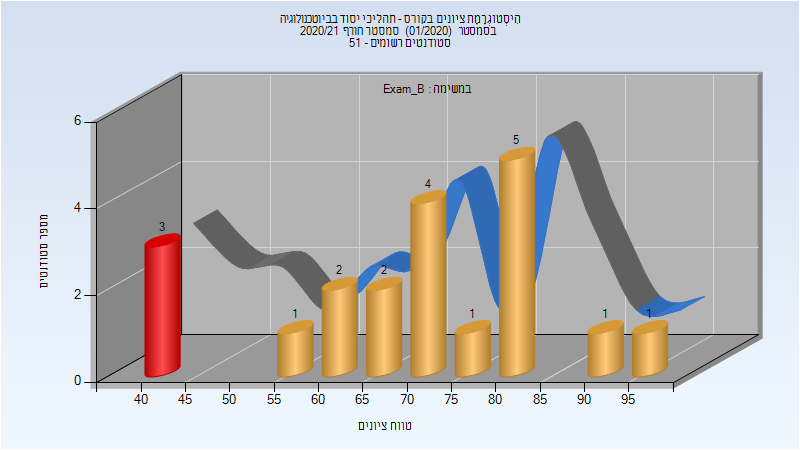 היסטוגרמת ציונים בקורס - תהליכי יסוד בביוטכנולוגיה
בסמסטר (01/2020) סמסטר חורף 2020/21
סטודנטים רשומים - 51
במשימה : Exam_B
מספר סטודנטים
6
4
2
0
3
1
2
2
4
1
5
1
1
40 45 50 55 60 65 70 75 80 85 90 95
טווח ציונים